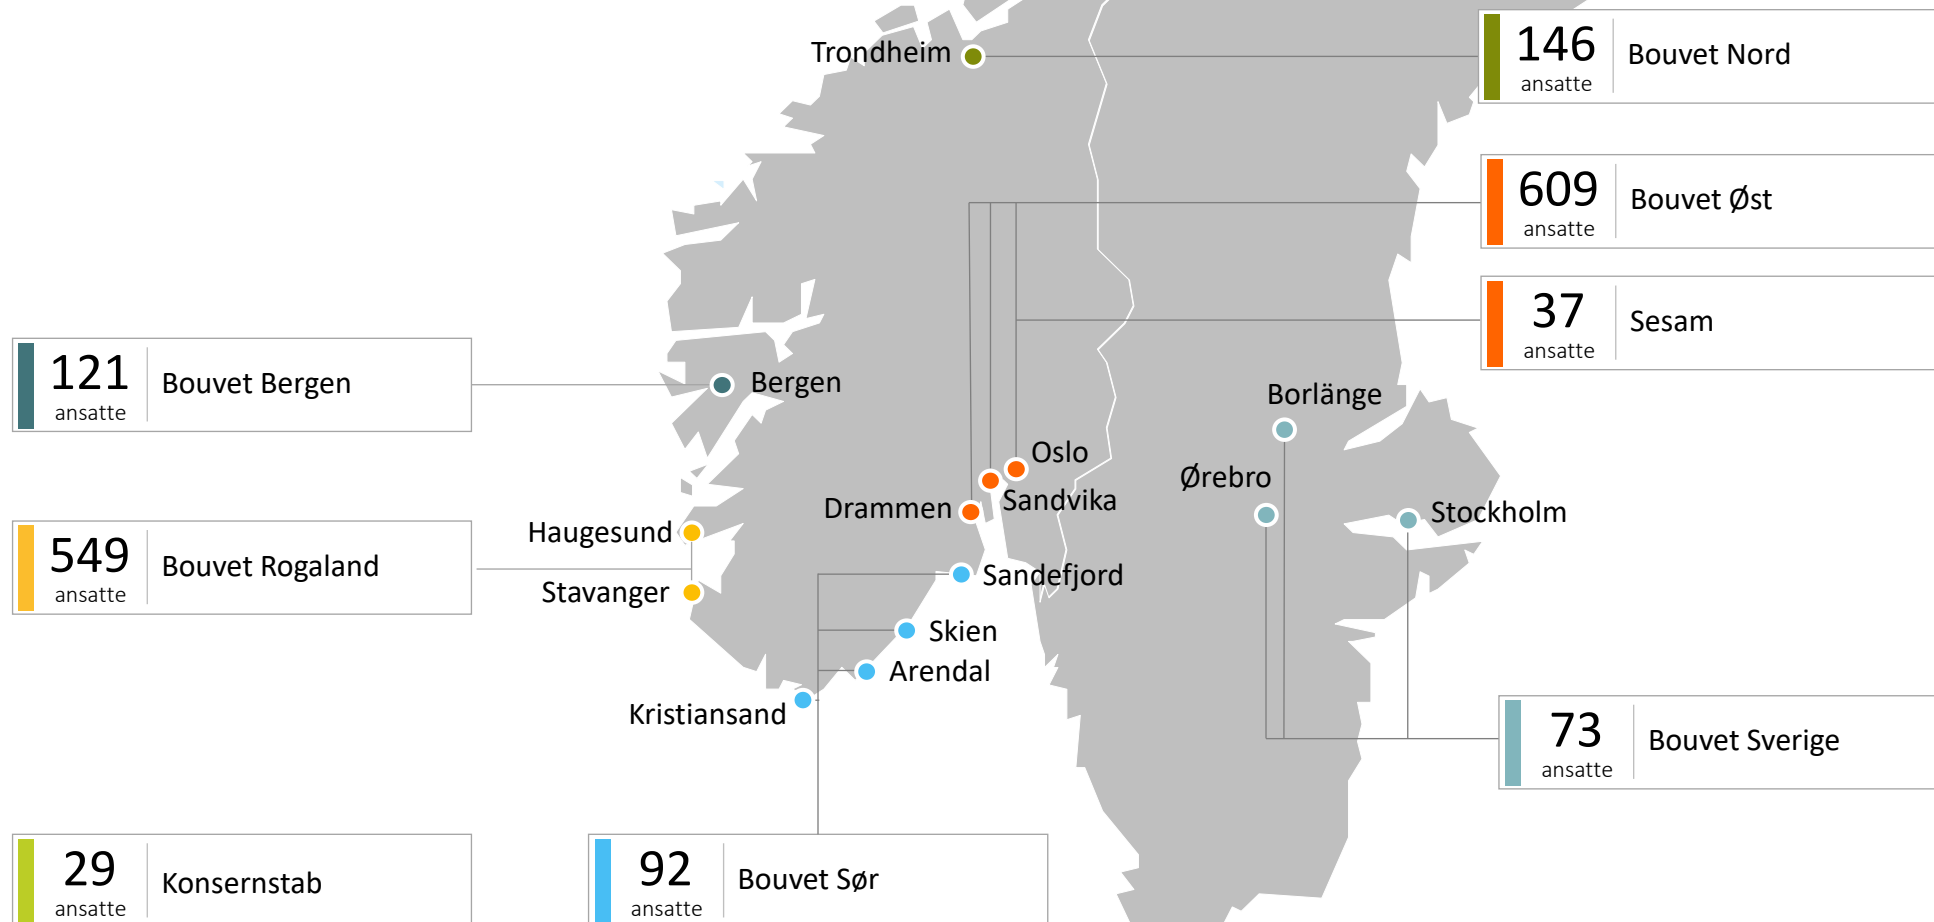 Trondheim
146
ansatte
Bouvet Nord
609
ansatte
Bouvet Øst
37
ansatte
Sesam
121
ansatte
Bouvet Bergen
Bergen
Borlänge
Oslo
Ørebro
Sandvika
Drammen
Stockholm
Haugesund
549
ansatte
Bouvet Rogaland
Stavanger
Sandefjord
Skien
Arendal
Kristiansand
73
ansatte
Bouvet Sverige
29
ansatte
Konsernstab
92
ansatte
Bouvet Sør